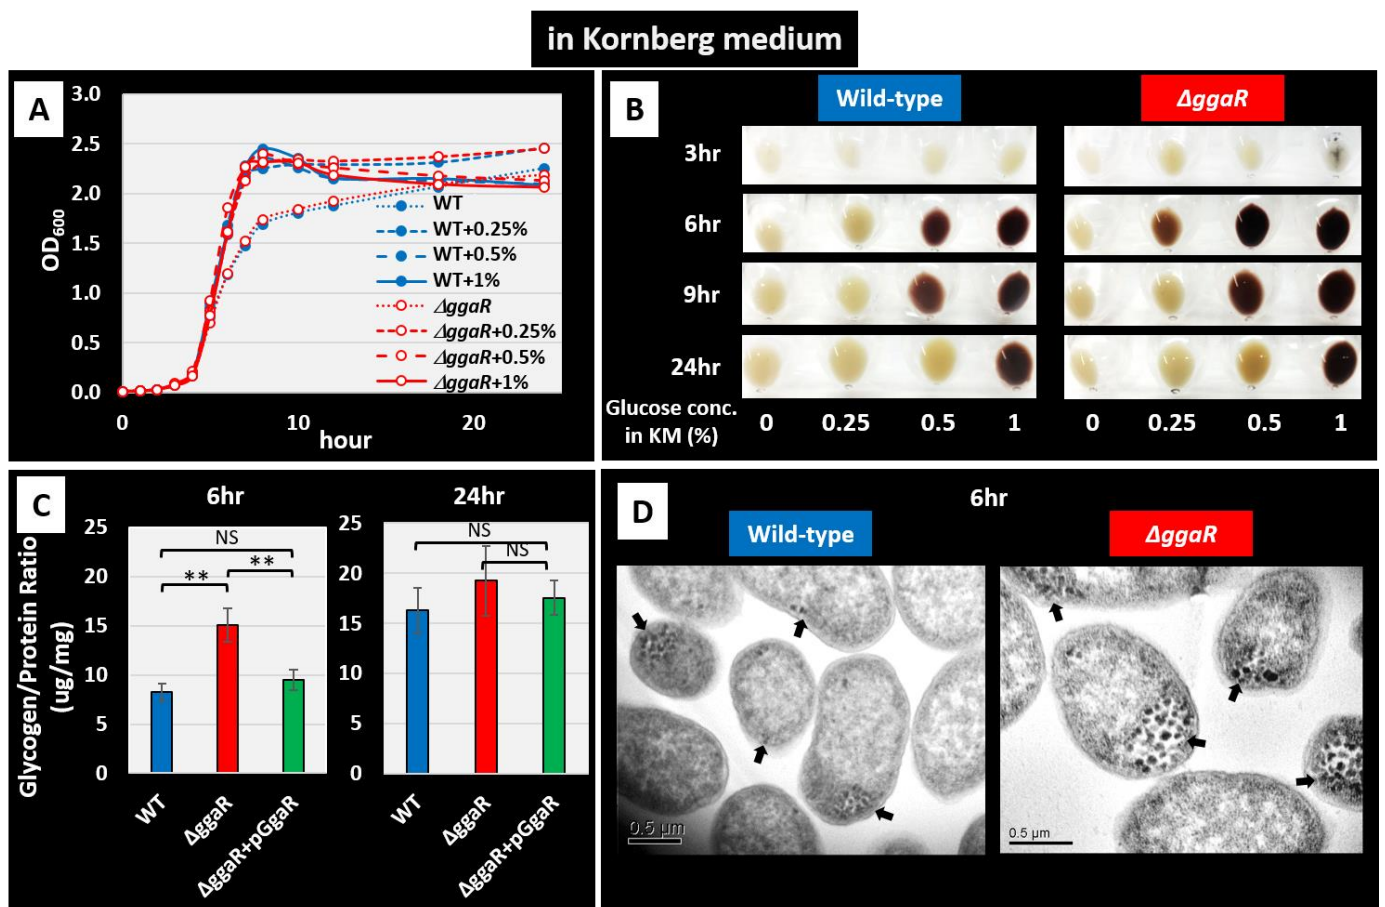 in Kornberg medium
A
OD600
3.0
2.5
2.0
1.5
1.0
0.5
0.0
0
10
20
hour
WT
WT+0.25%
WT+0.5%
WT+1%
ΔggaR
ΔggaR+0.25%
ΔggaR+0.5%
ΔggaR+1%
B
Wild-type
ΔggaR
3hr
6hr
9hr
24hr
Glucose conc.
in KM (%)
0 0.25 0.5 1
0 0.25 0.5 1
C
6hr
24hr
Glycogen/Protein Ratio
(ug/mg)
25
20
15
10
5
0
NS
** **
WT
ΔggaR
ΔggaR+pGgaR
25
20
15
10
5
0
NS
NS
WT
ΔggaR
ΔggaR+pGgaR
D
6hr
Wild-type
ΔggaR
0.5 µm
0.5 µm